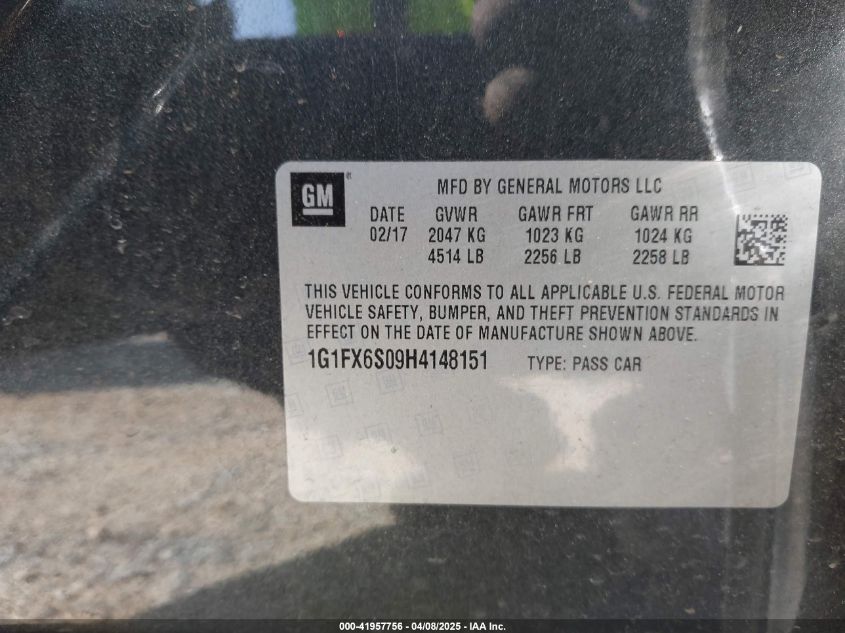 GM
MFD BY GENERAL MOTORS LLC
DATE GVWR GAWR FRT GAWR RR
02/17 2047 KG 1023 KG 1024 KG
4514 LB 2256 LB 2258 LB
THIS VEHICLE CONFORMS TO ALL APPLICABLE U.S. FEDERAL MOTOR
VEHICLE SAFETY, BUMPER, AND THEFT PREVENTION STANDARDS IN
EFFECT ON THE DATE OF MANUFACTURE SHOWN ABOVE.
1G1FX6S09H4148151 TYPE: PASS CAR
000-41957756 - 04/08/2025 - IAA Inc.